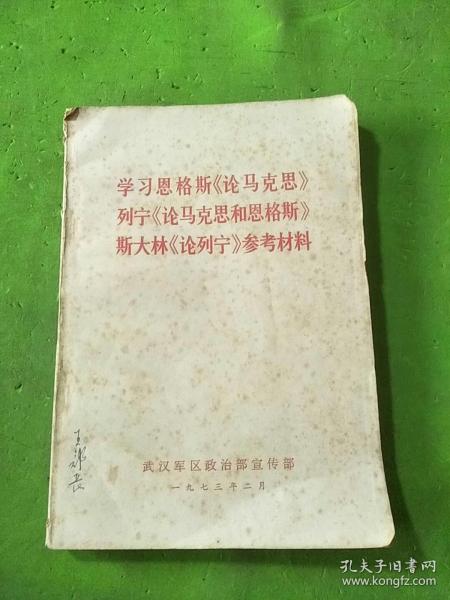 学习恩格斯《论马克思》
列宁《论马克思和恩格斯》
斯大林《论列宁》参考材料
武汉军区政治部宣传部
一九七三年二月
孔夫子旧书网
www.kongfz.com